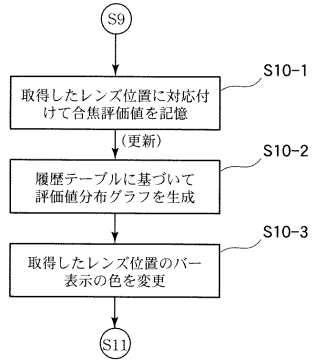 S9
S10-1
取得したレンズ位置に対応付
けて合焦評価値を記憶
(更新)
S10-2
履歴テーブルに基づいて
評価値分布グラフを生成
S10-3
取得したレンズ位置のバー
表示の色を変更
S11